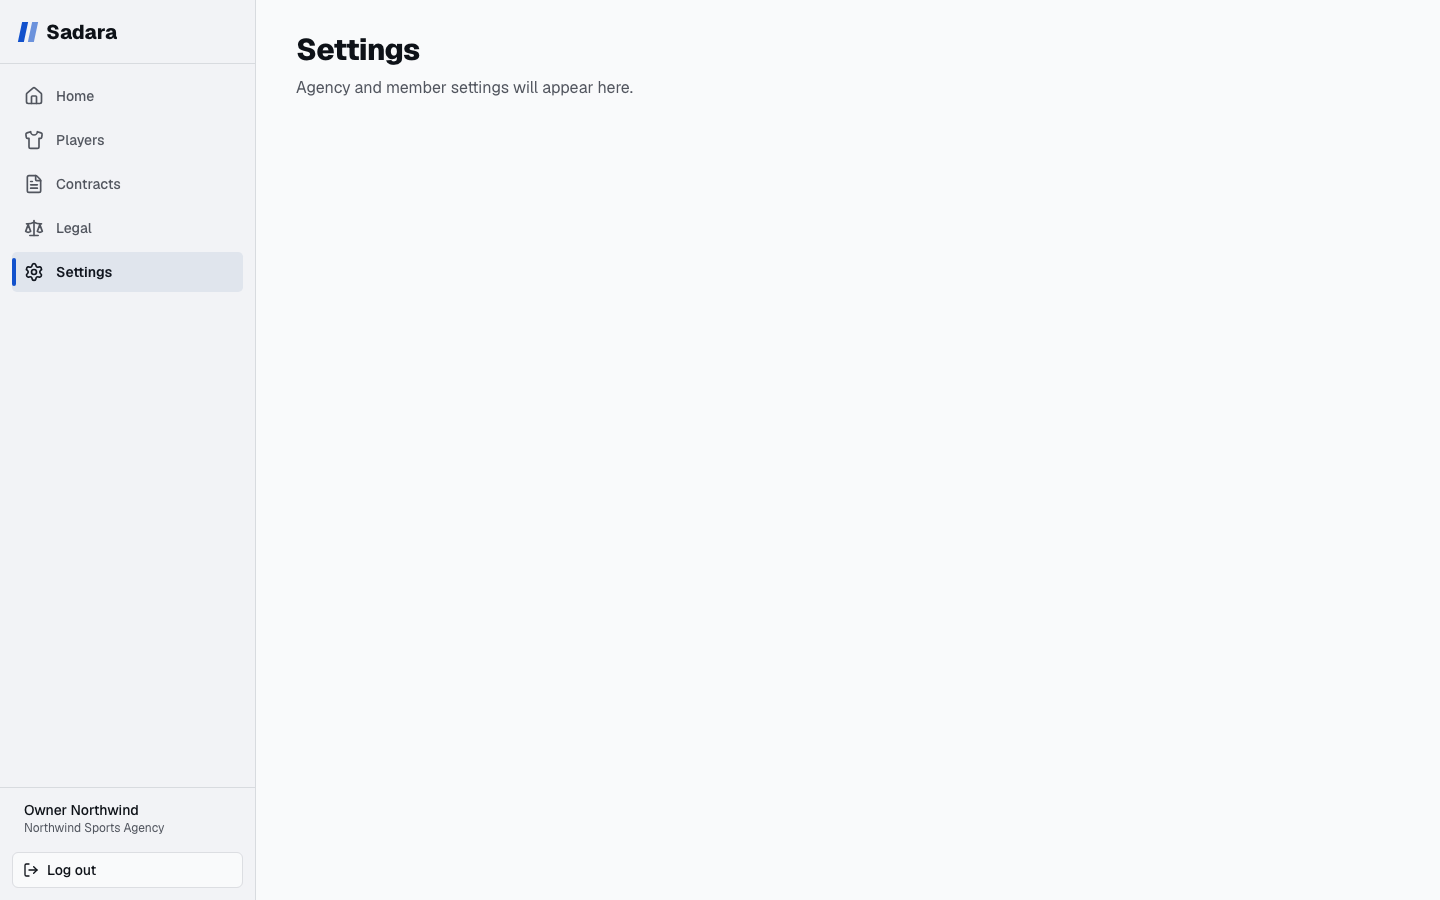 Sadara
Home
Players
Contracts
Legal
Settings
Owner Northwind
Northwind Sports Agency
Log out
Settings
Agency and member settings will appear here.